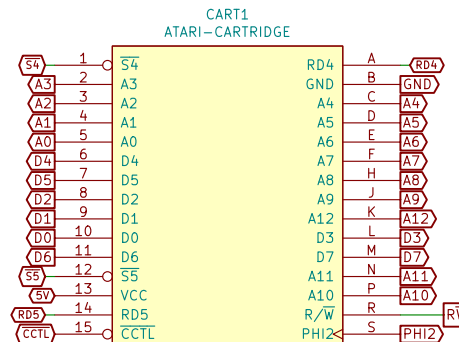 CART1
ATARI-CARTRIDGE
S4 1 S4 RD4 A RD4
A3 2 A3 GND B GND
A2 3 A2 A4 C A4
A1 4 A1 A5 D A5
A0 5 A0 A6 E A6
D4 6 D4 A7 F A7
D5 7 D5 A8 H A8
D2 8 D2 A9 J A9
D1 9 D1 A12 K A12
D0 10 D0 D3 L D3
D6 11 D6 D7 M D7
S5 12 S5 A11 N A11
5V 13 VCC A10 P A10
RD5 14 RD5 R/W R R
CCTL 15 CCTL PHI2 S PHI2